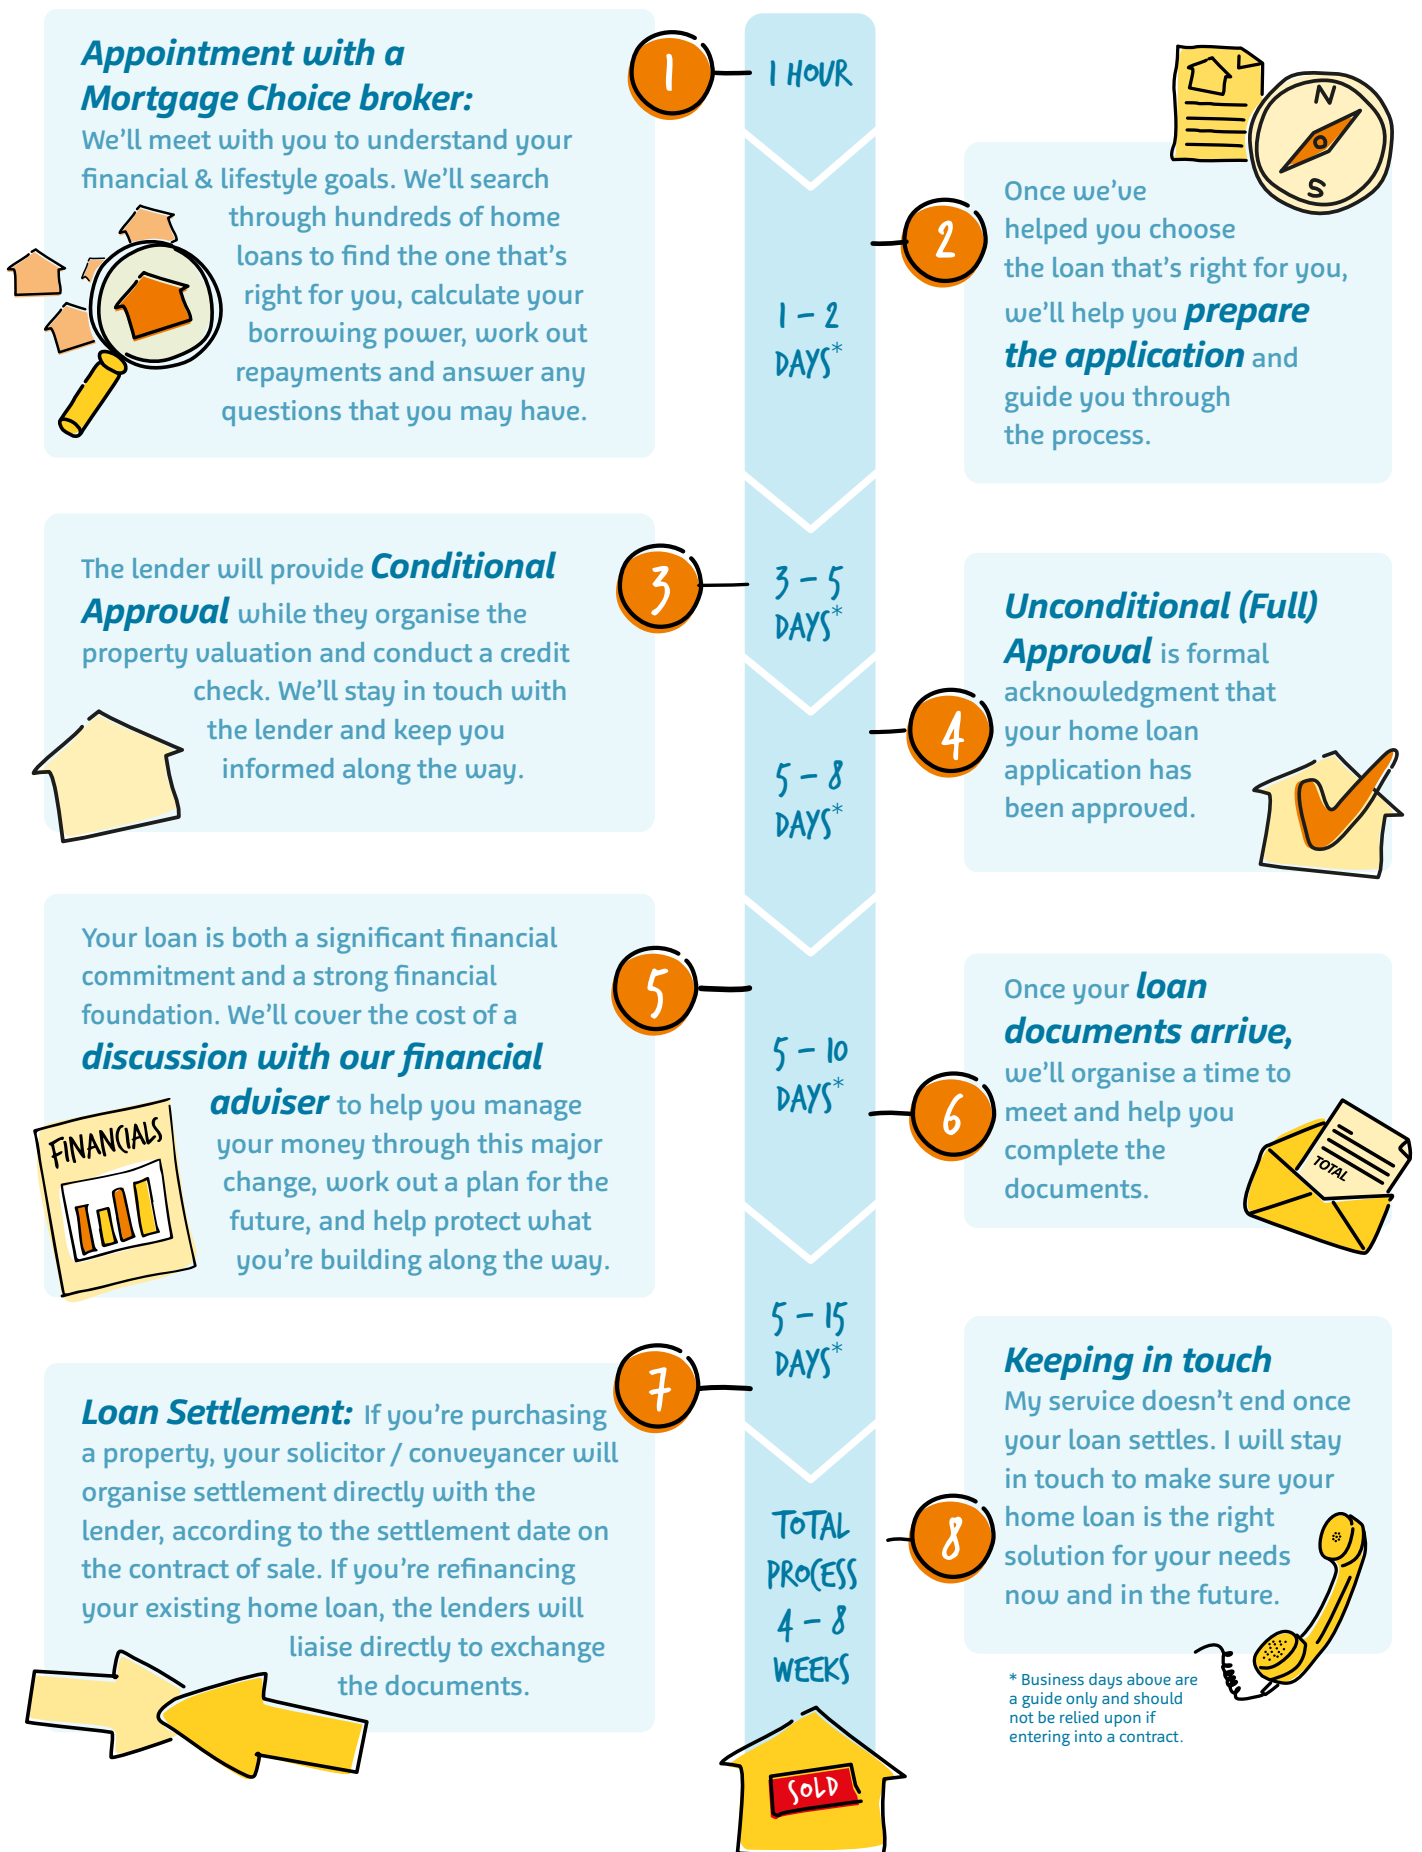 Appointment with a
Mortgage Choice broker:
We'll meet with you to understand your
financial & lifestyle goals. We'll search
through hundreds of home
loans to find the one that's
right for you, calculate your
borrowing power, work out
repayments and answer any
questions that you may have.
1
1 HOUR
N
S
2
Once we've
helped you choose
the loan that's right for you,
we'll help you prepare
the application and
guide you through
the process.
1 – 2
DAYS*
The lender will provide Conditional
Approval while they organise the
property valuation and conduct a credit
check. We'll stay in touch with
the lender and keep you
informed along the way.
3
3 – 5
DAYS*
4
Unconditional (Full)
Approval is formal
acknowledgment that
your home loan
application has
been approved.
5 – 8
DAYS*
Your loan is both a significant financial
commitment and a strong financial
foundation. We'll cover the cost of a
discussion with our financial
adviser to help you manage
your money through this major
change, work out a plan for the
future, and help protect what
you're building along the way.
FINANCIALS
5
5 – 10
DAYS*
6
Once your loan
documents arrive,
we'll organise a time to
meet and help you
complete the
documents.
TOTAL
5 – 15
DAYS*
7
Loan Settlement: If you're purchasing
a property, your solicitor / conveyancer will
organise settlement directly with the
lender, according to the settlement date on
the contract of sale. If you're refinancing
your existing home loan, the lenders will
liaise directly to exchange
the documents.
8
Keeping in touch
My service doesn't end once
your loan settles. I will stay
in touch to make sure your
home loan is the right
solution for your needs
now and in the future.
TOTAL
PROCESS
4 – 8
WEEKS
SOLD
* Business days above are
a guide only and should
not be relied upon if
entering into a contract.